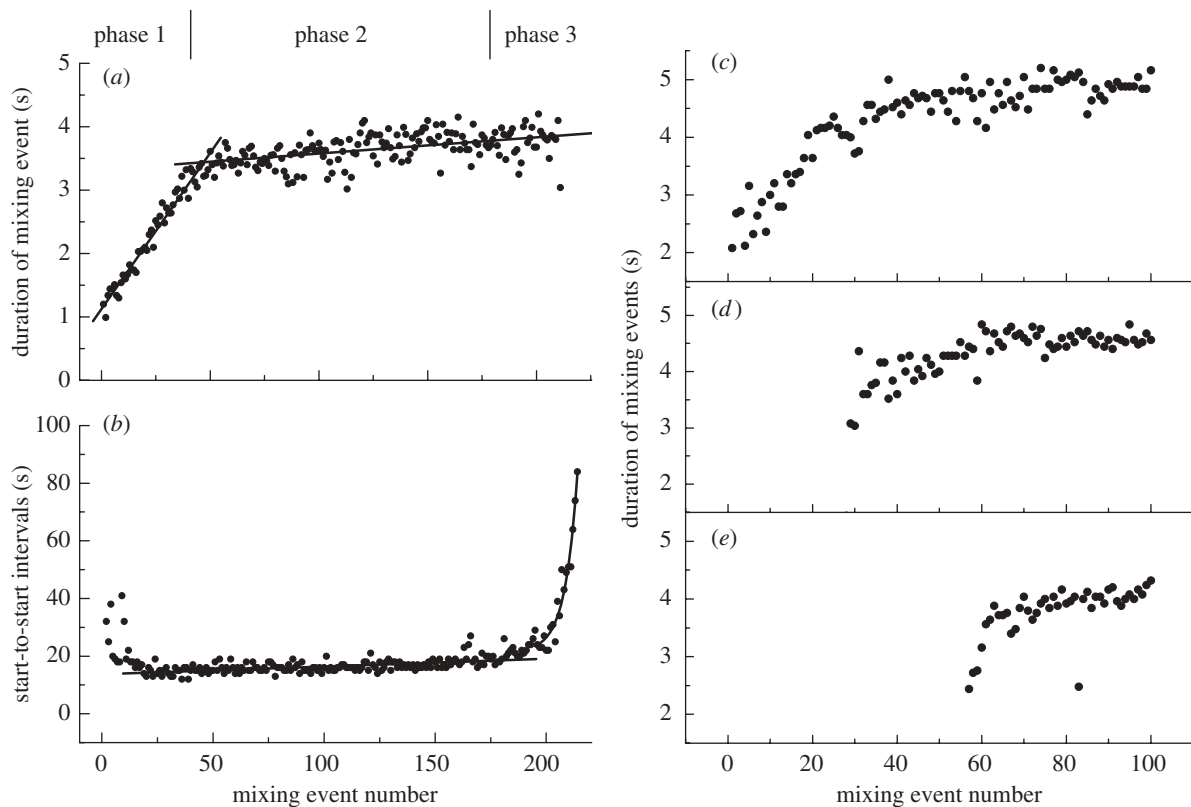 phase 1
phase 2
phase 3
(a)
5
4
3
2
1
0
duration of mixing event (s)
(b)
100
80
60
40
20
0
start-to-start intervals (s)
0 50 100 150 200
mixing event number
(c)
5
4
3
2
(d)
5
4
3
2
(e)
5
4
3
2
duration of mixing events (s)
0 20 40 60 80 100
mixing event number